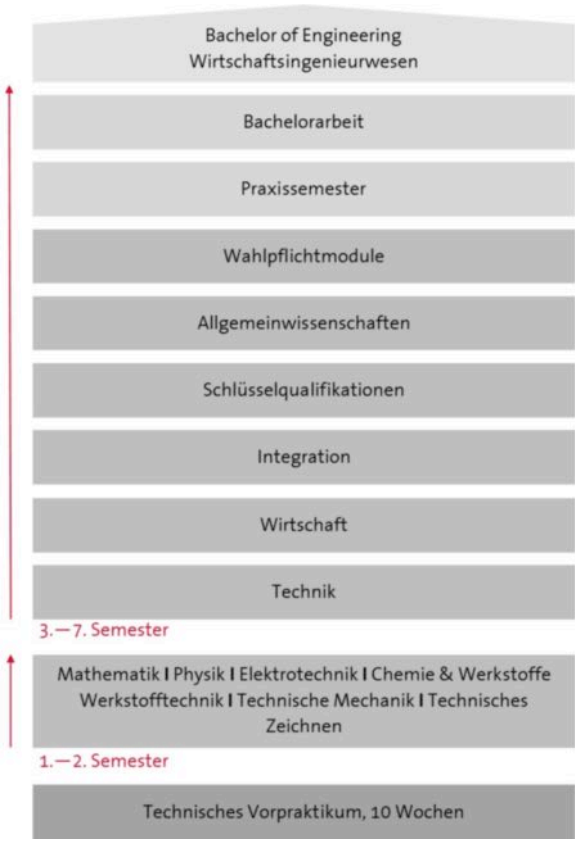 Bachelor of Engineering
Wirtschaftsingenieurwesen
Bachelorarbeit
Praxissemester
Wahlpflichtmodule
Allgemeinwissenschaften
Schlüsselqualifikationen
Integration
Wirtschaft
Technik
3.—7. Semester
Mathematik I Physik I Elektrotechnik I Chemie & Werkstoffe
Werkstofftechnik I Technische Mechanik I Technisches
Zeichnen
1.—2. Semester
Technisches Vorpraktikum, 10 Wochen